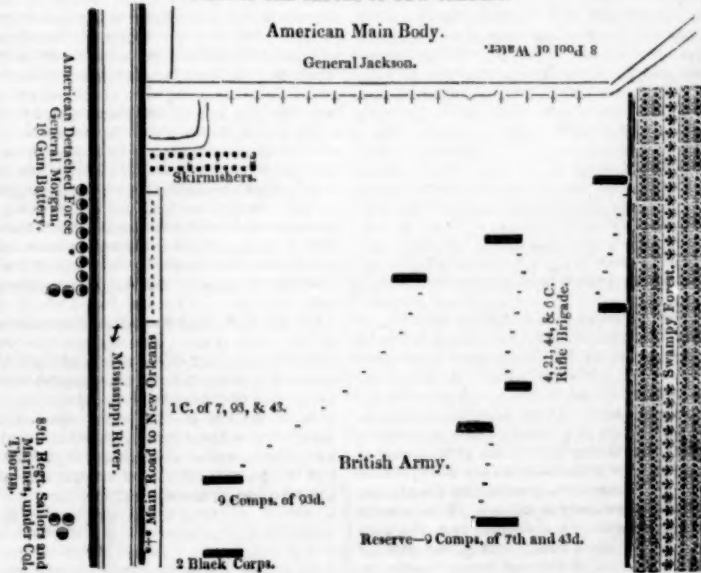 American Main Body.
General Jackson.
8 Pool of Water.
American Detached Force
General Morgan,
16 Gun Battery.
Skirmishers.
Mississippi River.
Main Road to New Orleans
1 C. of 7, 93, & 43.
4, 21, 44, & 6 C.
Rifle Brigade.
Swampy Forest.
British Army.
9 Comps. of 93d.
Reserve—9 Comps, of 7th and 43d.
2 Black Corps.
85th Regt. Sailors and
Marines, under Col.
Thornn.